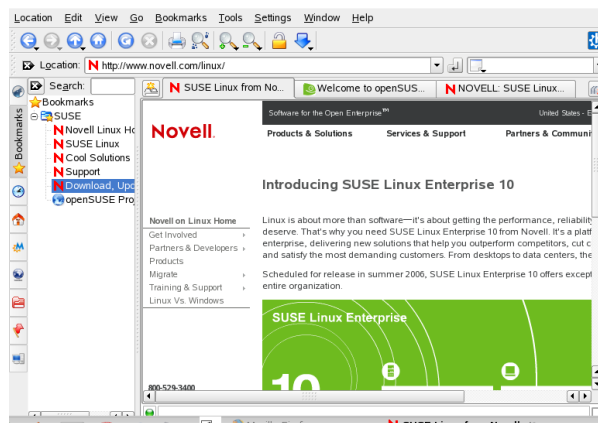 Location Edit View Go Bookmarks Tools Settings Window Help
Location: http://www.novell.com/linux/
Search:
SUSE Linux from No... Welcome to openSUS... NOVELL: SUSE Linux...
Bookmarks
Bookmarks
SUSE
Novell Linux Ho
SUSE Linux
Cool Solutions
Support
Download, Upd
openSUSE Proj
Software for the Open Enterprise™ United States - E
Novell.
Products & Solutions Services & Support Partners & Communi
Introducing SUSE Linux Enterprise 10
Novell on Linux Home
Get Involved
Partners & Developers
Products
Migrate
Training & Support
Linux Vs. Windows
800-529-3400
Linux is about more than software—it's about getting the performance, reliability
deserve. That's why you need SUSE Linux Enterprise 10 from Novell. It's a platf
enterprise, delivering new solutions that help you outperform competitors, cut c
and satisfy the most demanding customers. From desktops to data centers, the
Scheduled for release in summer 2006, SUSE Linux Enterprise 10 offers except
entire organization.
SUSE Linux Enterprise
10